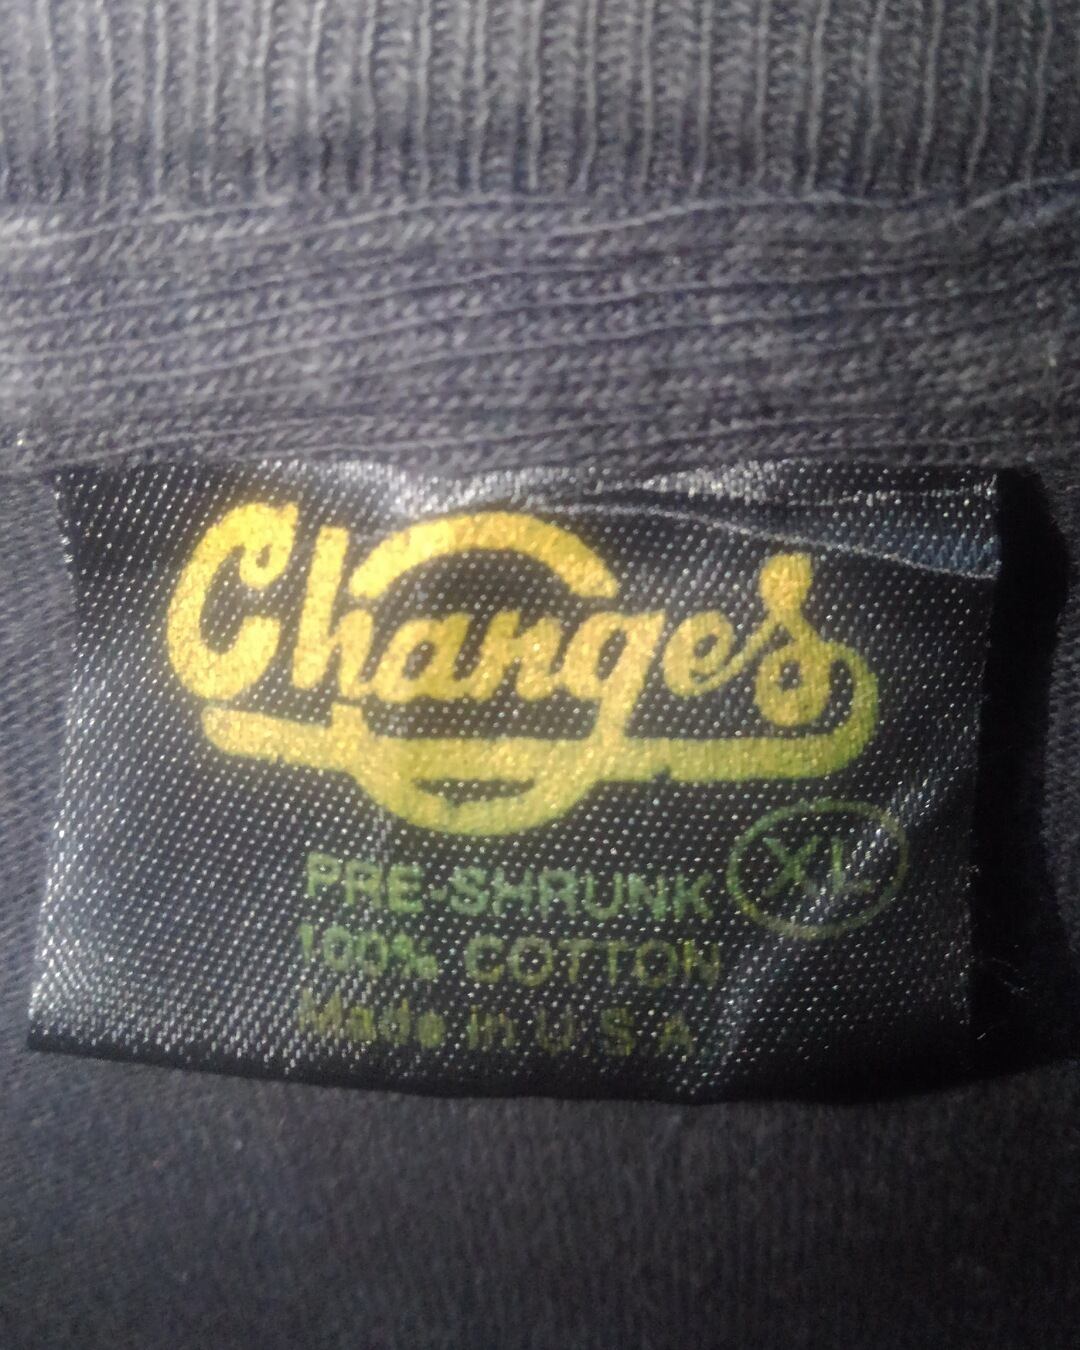 Changes
PRE-SHRUNK XL
100% COTTON
Made in U.S.A